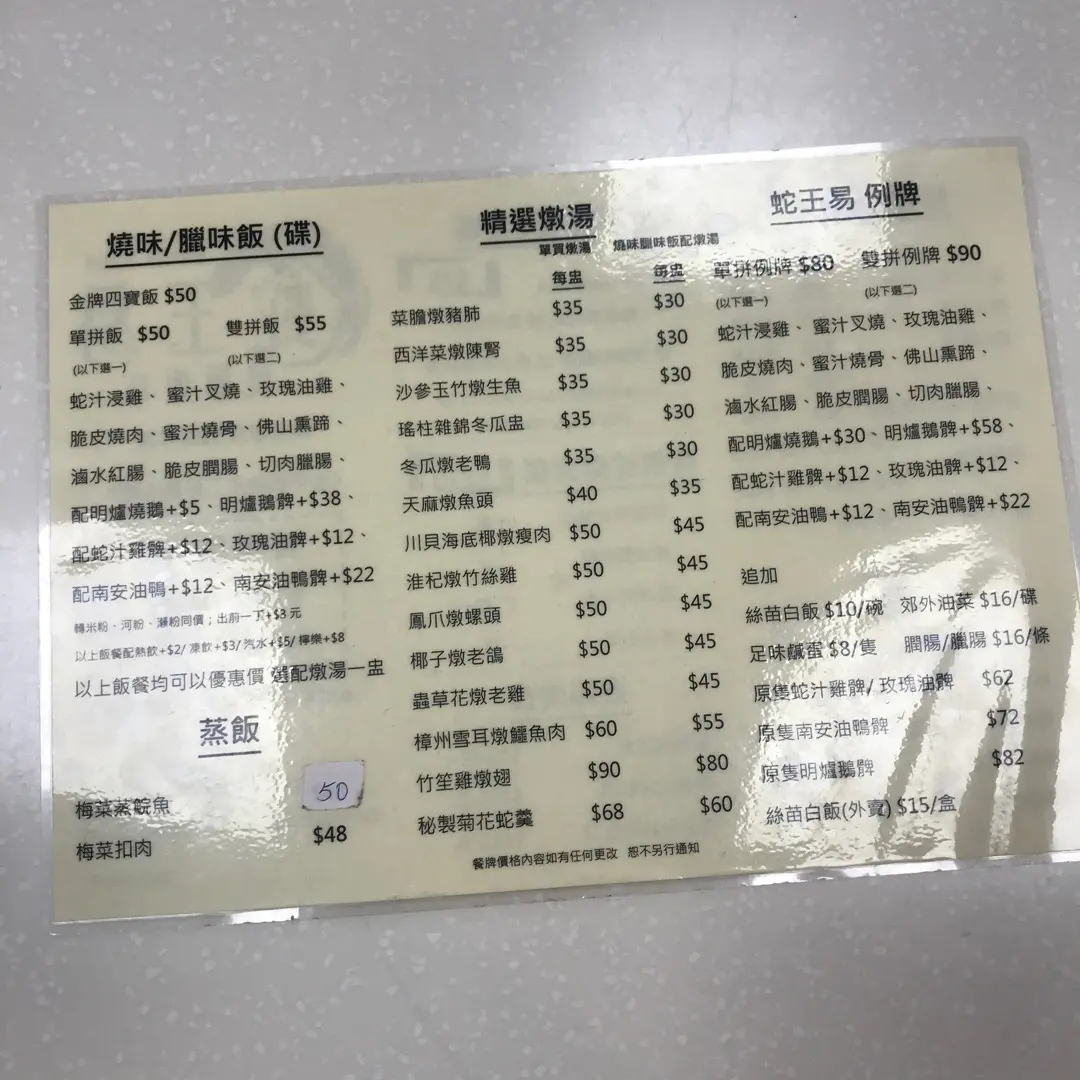 燒味/臘味飯 (碟)
金牌四寶飯 $50
單拼飯 $50 雙拼飯 $55
(以下選一) (以下選二)
蛇汁浸雞、蜜汁叉燒、玫瑰油雞、
脆皮燒肉、蜜汁燒骨、佛山熏蹄、
滷水紅腸、脆皮膶腸、切肉臘腸、
配明爐燒鵝+$5、明爐鵝髀+$38、
配蛇汁雞髀+$12、玫瑰油髀+$12、
配南安油鴨+$12、南安油鴨髀+$22
轉米粉、河粉、瀨粉同價；出前一丁+$3元
以上飯餐配熱飲+$2/ 凍飲+$3/ 汽水+$5/ 檸樂+$8
以上飯餐均可以優惠價 選配燉湯一盅
蒸飯
梅菜蒸鯇魚 50
梅菜扣肉 $48
精選燉湯
單買燉湯 燒味臘味飯配燉湯
每盅 每盅
菜膽燉豬肺 $35 $30
西洋菜燉陳腎 $35 $30
沙參玉竹燉生魚 $35 $30
瑤柱雜錦冬瓜盅 $35 $30
冬瓜燉老鴨 $35 $30
天麻燉魚頭 $40 $35
川貝海底椰燉瘦肉 $50 $45
淮杞燉竹絲雞 $50 $45
鳳爪燉螺頭 $50 $45
椰子燉老鴿 $50 $45
蟲草花燉老雞 $50 $45
樟州雪耳燉鱷魚肉 $60 $55
竹笙雞燉翅 $90 $80
秘製菊花蛇羹 $68 $60
餐牌價格內容如有任何更改 恕不另行通知
蛇王易 例牌
單拼例牌 $80 雙拼例牌 $90
(以下選一) (以下選二)
蛇汁浸雞、蜜汁叉燒、玫瑰油雞、
脆皮燒肉、蜜汁燒骨、佛山熏蹄、
滷水紅腸、脆皮膶腸、切肉臘腸、
配明爐燒鵝+$30、明爐鵝髀+$58、
配蛇汁雞髀+$12、玫瑰油髀+$12、
配南安油鴨+$12、南安油鴨髀+$22
追加
絲苗白飯 $10/碗 郊外油菜 $16/碟
足味鹹蛋 $8/隻 膶腸/臘腸 $16/條
原隻蛇汁雞髀/ 玫瑰油髀 $62
原隻南安油鴨髀 $72
原隻明爐鵝髀 $82
絲苗白飯(外賣) $15/盒